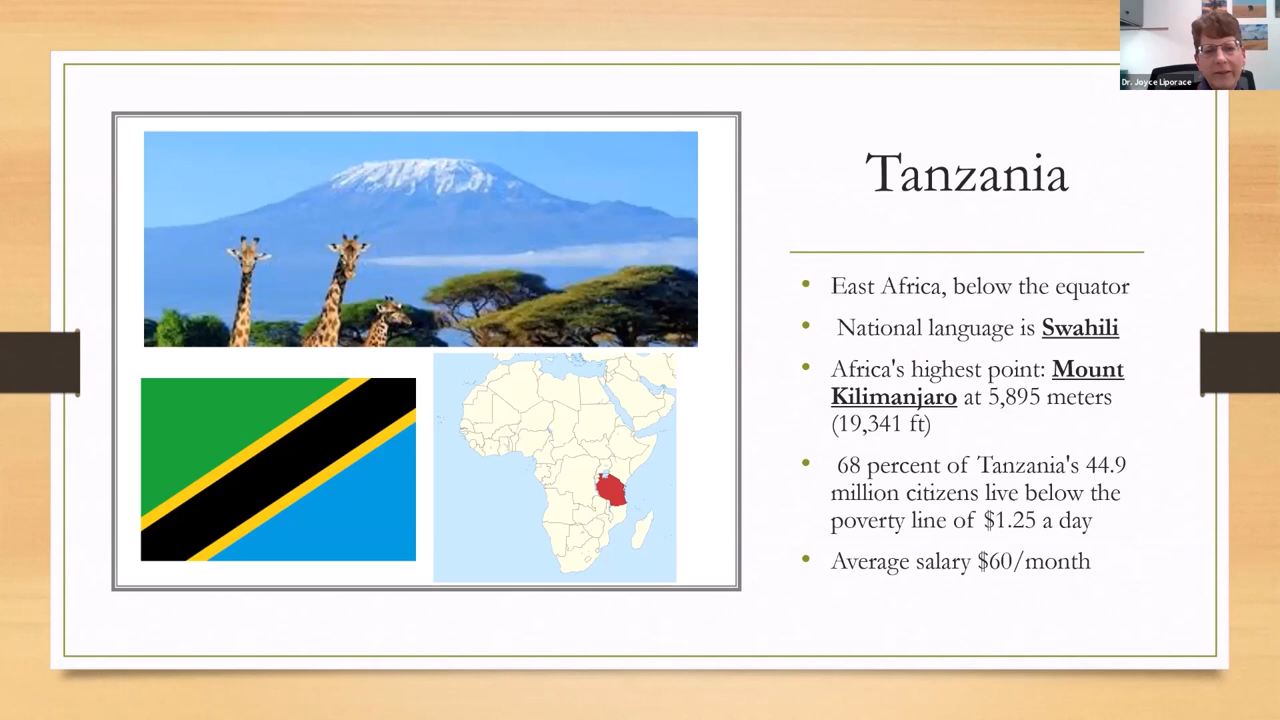 Dr. Joyce Liporace
Tanzania
• East Africa, below the equator
• National language is Swahili
• Africa's highest point: Mount
Kilimanjaro at 5,895 meters
(19,341 ft)
• 68 percent of Tanzania's 44.9
million citizens live below the
poverty line of $1.25 a day
• Average salary $60/month